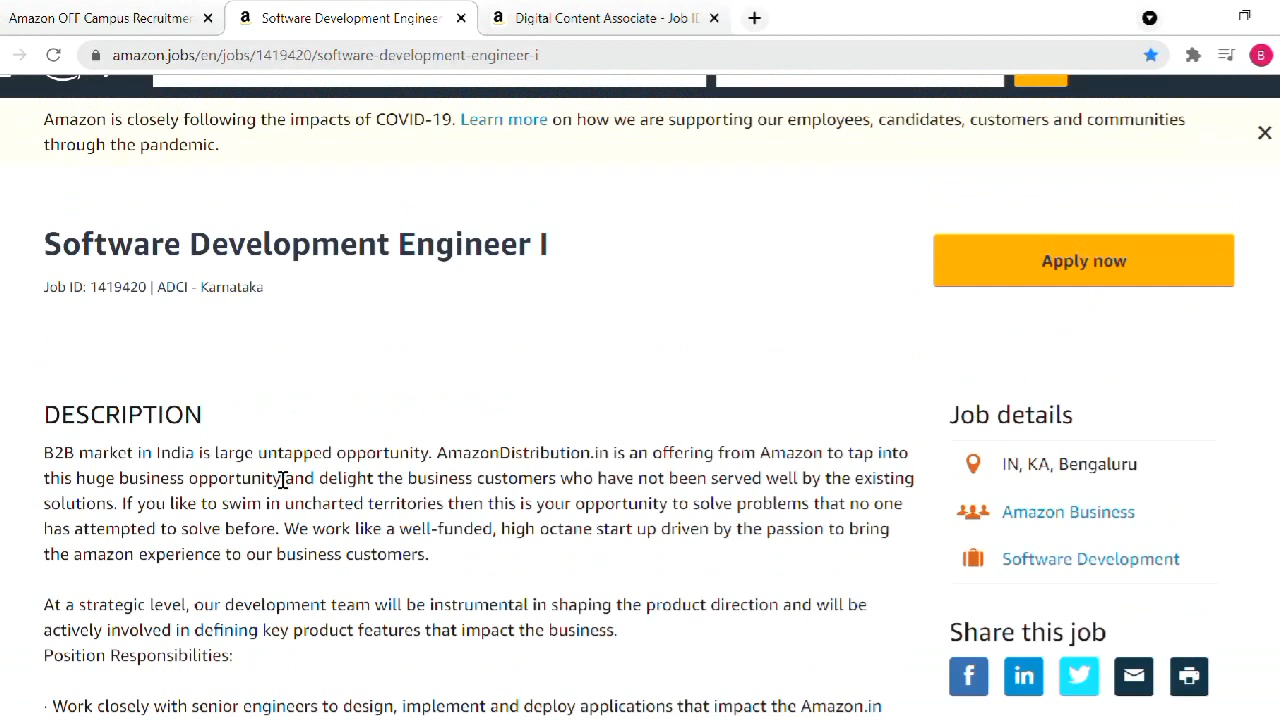 Amazon OFF Campus Recruitmen
Software Development Engineer
Digital Content Associate - Job ID
amazon.jobs/en/jobs/1419420/software-development-engineer-i
B
Amazon is closely following the impacts of COVID-19. Learn more on how we are supporting our employees, candidates, customers and communities
through the pandemic.
Software Development Engineer I
Apply now
Job ID: 1419420 | ADCI - Karnataka
DESCRIPTION
B2B market in India is large untapped opportunity. AmazonDistribution.in is an offering from Amazon to tap into
this huge business opportunity and delight the business customers who have not been served well by the existing
solutions. If you like to swim in uncharted territories then this is your opportunity to solve problems that no one
has attempted to solve before. We work like a well-funded, high octane start up driven by the passion to bring
the amazon experience to our business customers.
At a strategic level, our development team will be instrumental in shaping the product direction and will be
actively involved in defining key product features that impact the business.
Position Responsibilities:
· Work closely with senior engineers to design, implement and deploy applications that impact the Amazon.in
Job details
IN, KA, Bengaluru
Amazon Business
Software Development
Share this job